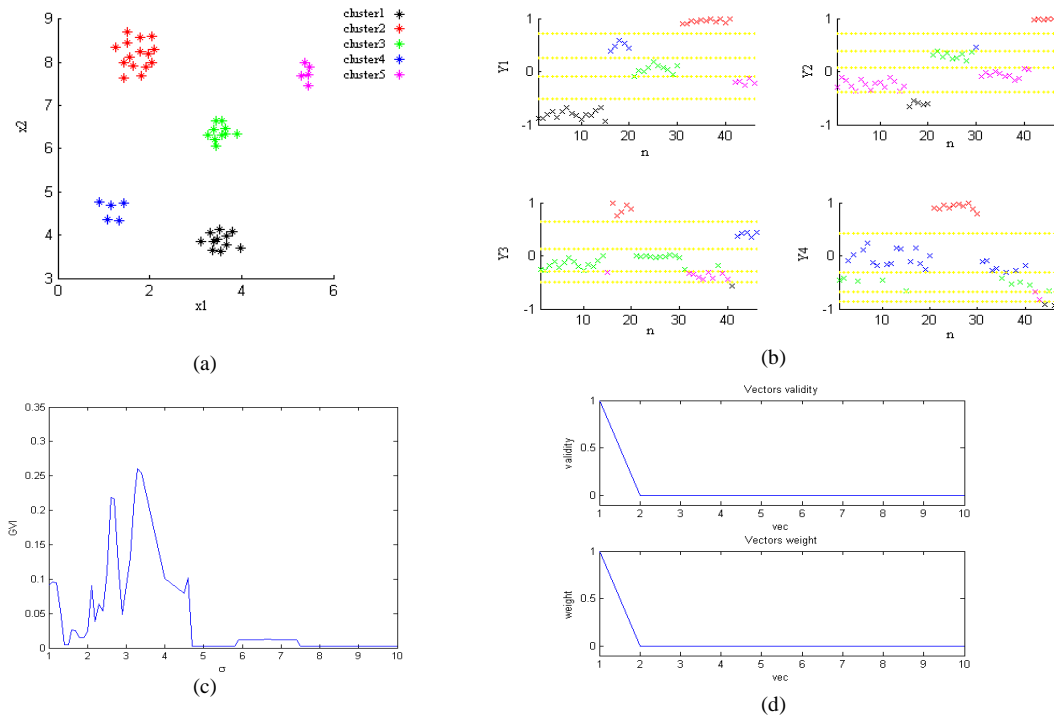 9
8
7
6
5
4
3
x2
0
2
4
6
x1
cluster1
cluster2
cluster3
cluster4
cluster5
(a)
1
0
-1
Y1
0
10
20
30
40
n
1
0
-1
Y2
0
10
20
30
40
n
1
0
-1
Y3
0
10
20
30
40
n
1
0
-1
Y4
0
10
20
30
40
n
(b)
0.35
0.3
0.25
0.2
0.15
0.1
0.05
0
GVI
1 2 3 4 5 6 7 8 9 10
σ
(c)
Vectors validity
1
0.5
0
validity
1 2 3 4 5 6 7 8 9 10
vec
Vectors weight
1
0.5
0
weight
1 2 3 4 5 6 7 8 9 10
vec
(d)